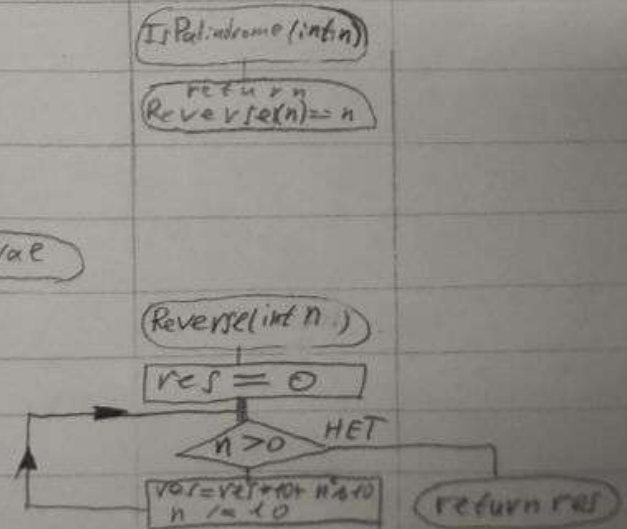 IsPalindrome(int n)
return
Reverse(n)==n
Reverse(int n)
res = 0
n>0
НЕТ
res=res*10+n%10
n /= 10
return res